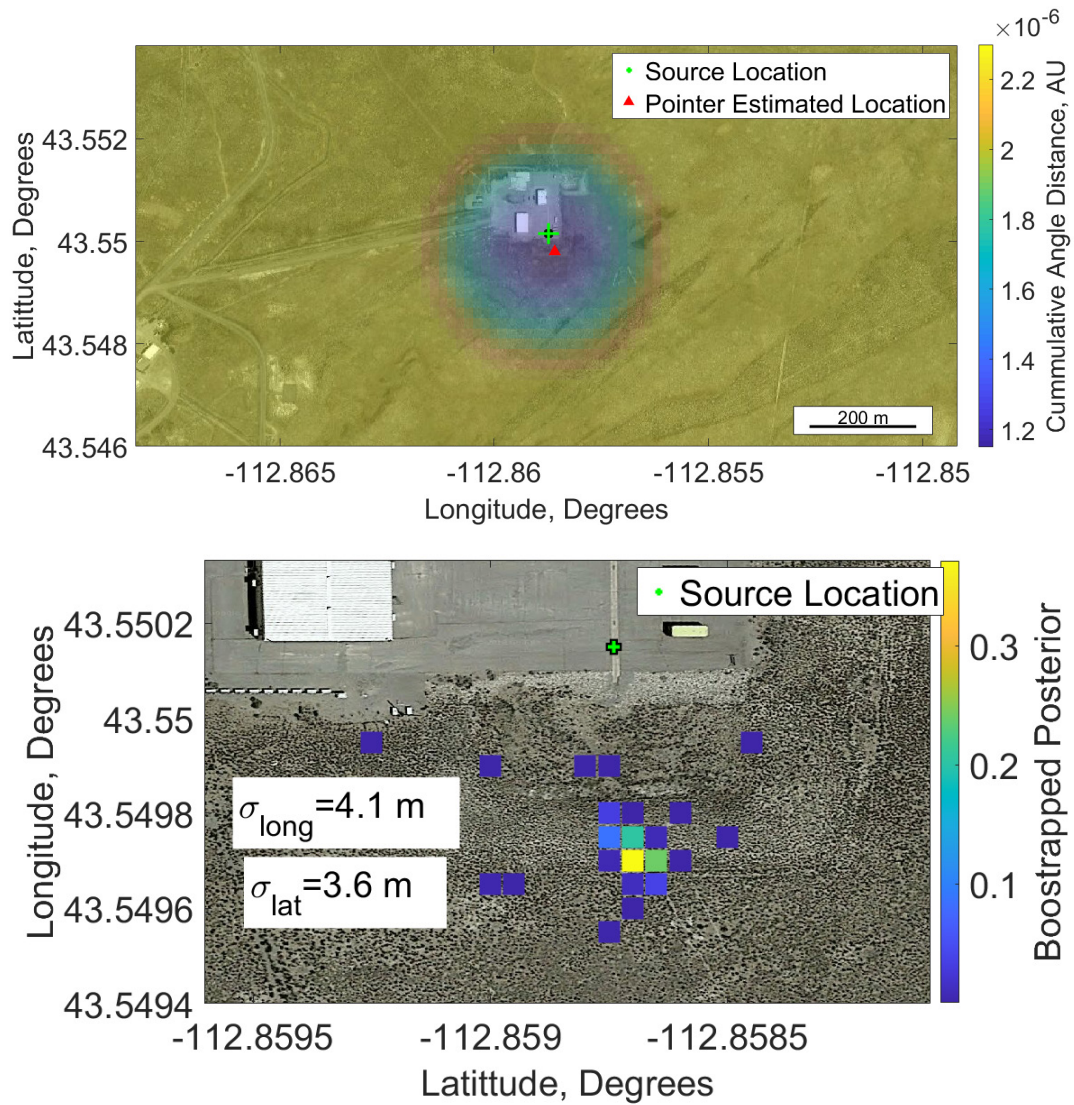 ×10⁻⁶
Source Location
Pointer Estimated Location
43.552
43.55
43.548
43.546
Latittude, Degrees
-112.865
-112.86
-112.855
-112.85
Longitude, Degrees
200 m
2.2
2
1.8
1.6
1.4
1.2
Cummulative Angle Distance, AU
Source Location
43.5502
43.55
43.5498
43.5496
43.5494
Longitude, Degrees
σlong=4.1 m
σlat=3.6 m
-112.8595
-112.859
-112.8585
Latittude, Degrees
0.3
0.2
0.1
Boostrapped Posterior